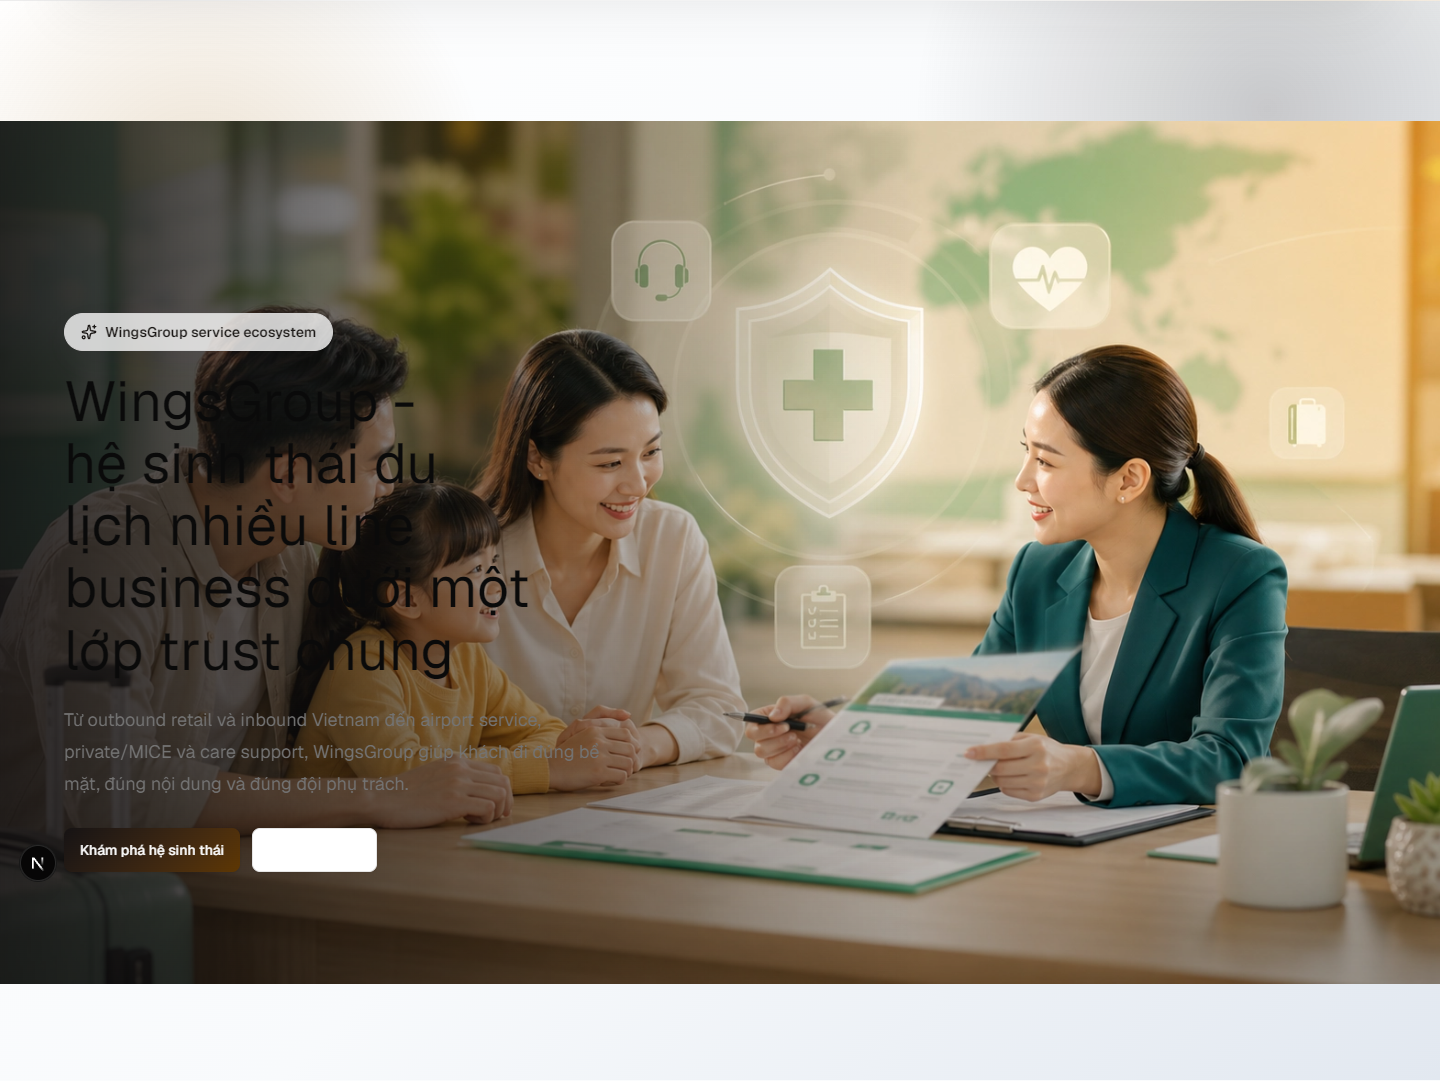 WingsGroup service ecosystem
WingsGroup -
hệ sinh thái du
lịch nhiều line
business dưới một
lớp trust chung
Từ outbound retail và inbound Vietnam đến airport service,
private/MICE và care support, WingsGroup giúp khách đi đúng bề
mặt, đúng nội dung và đúng đội phụ trách.
Khám phá hệ sinh thái
N